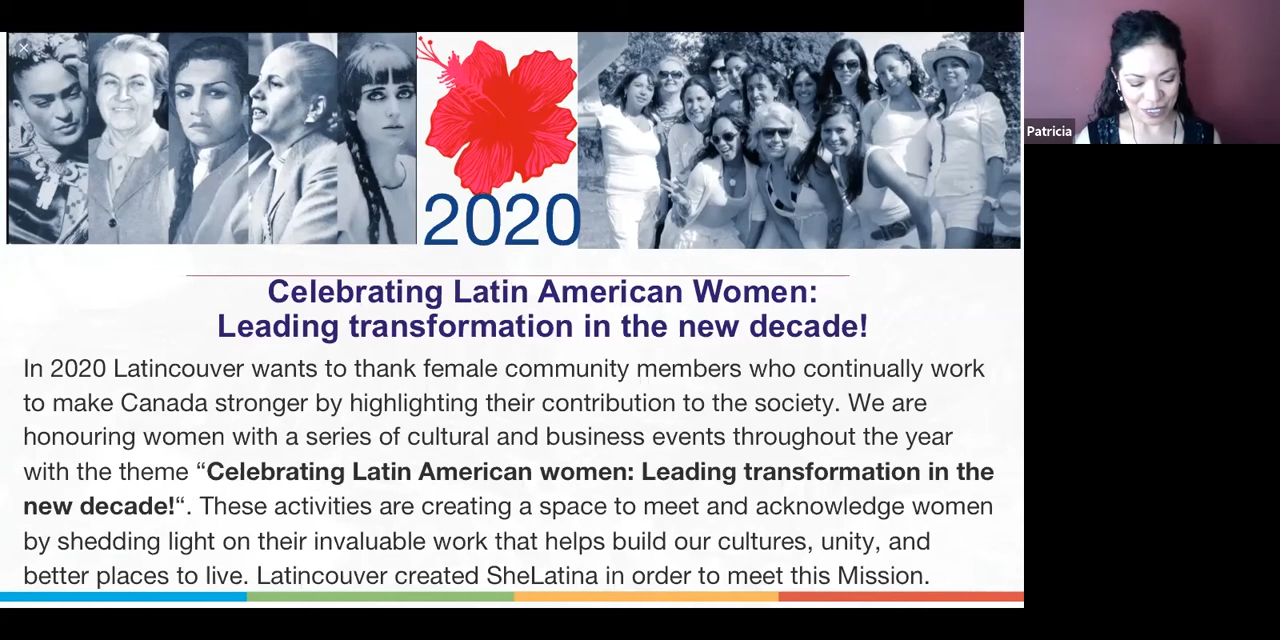 2020
Patricia
Celebrating Latin American Women:
Leading transformation in the new decade!
In 2020 Latincouver wants to thank female community members who continually work
to make Canada stronger by highlighting their contribution to the society. We are
honouring women with a series of cultural and business events throughout the year
with the theme “Celebrating Latin American women: Leading transformation in the
new decade!“. These activities are creating a space to meet and acknowledge women
by shedding light on their invaluable work that helps build our cultures, unity, and
better places to live. Latincouver created SheLatina in order to meet this Mission.